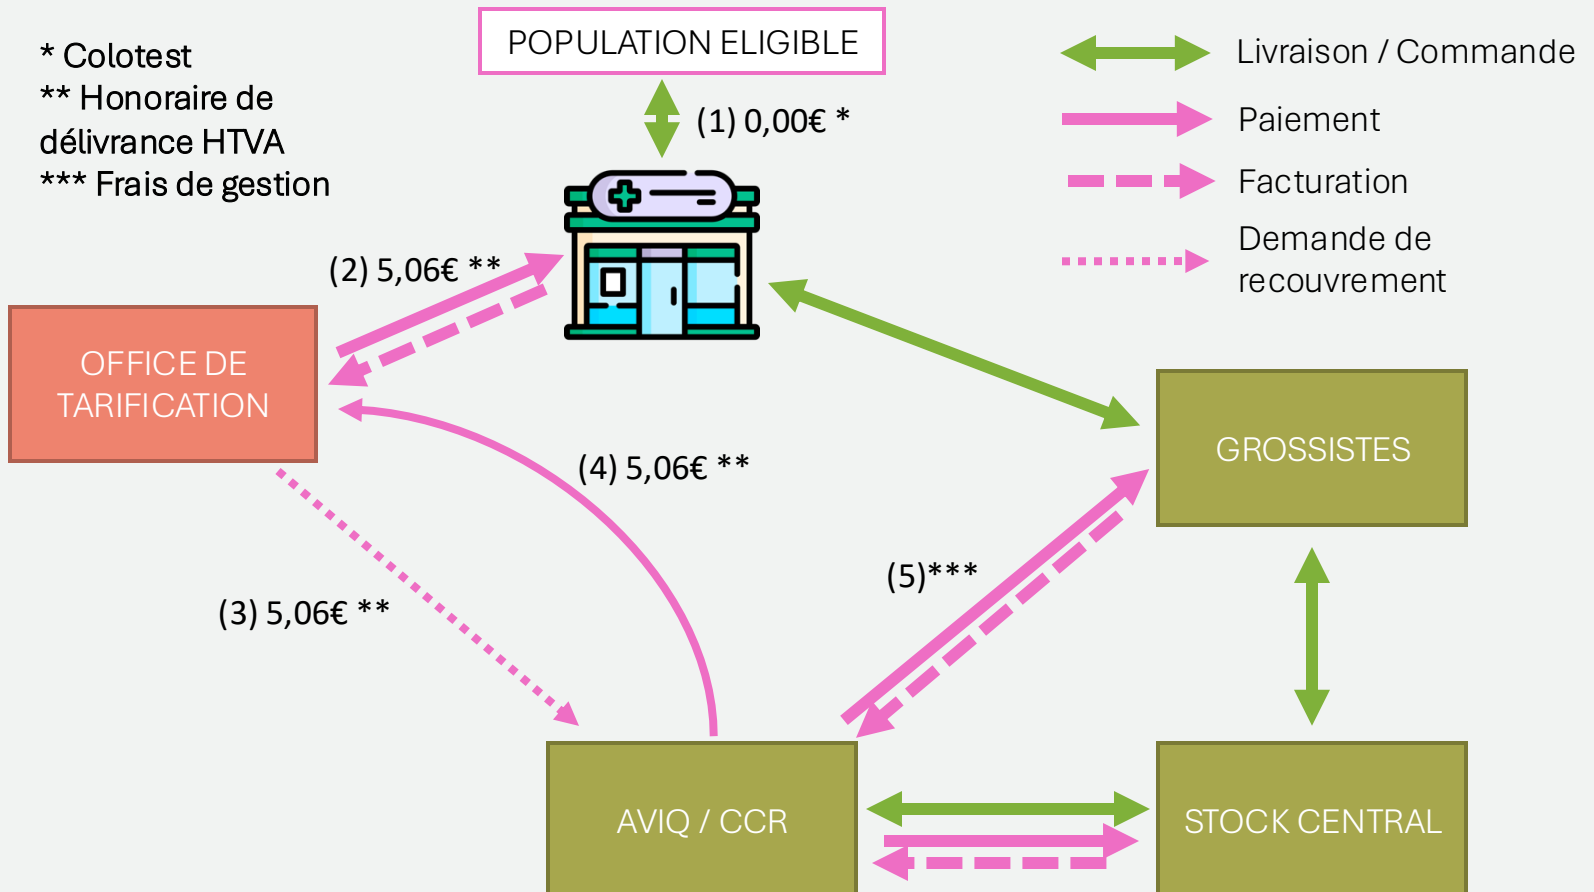 * Colotest
** Honoraire de
délivrance HTVA
*** Frais de gestion
POPULATION ELIGIBLE
(1) 0,00€ *
Livraison / Commande
Paiement
Facturation
Demande de
recouvrement
(2) 5,06€ **
OFFICE DE
TARIFICATION
GROSSISTES
(4) 5,06€ **
(5)***
(3) 5,06€ **
AVIQ / CCR
STOCK CENTRAL